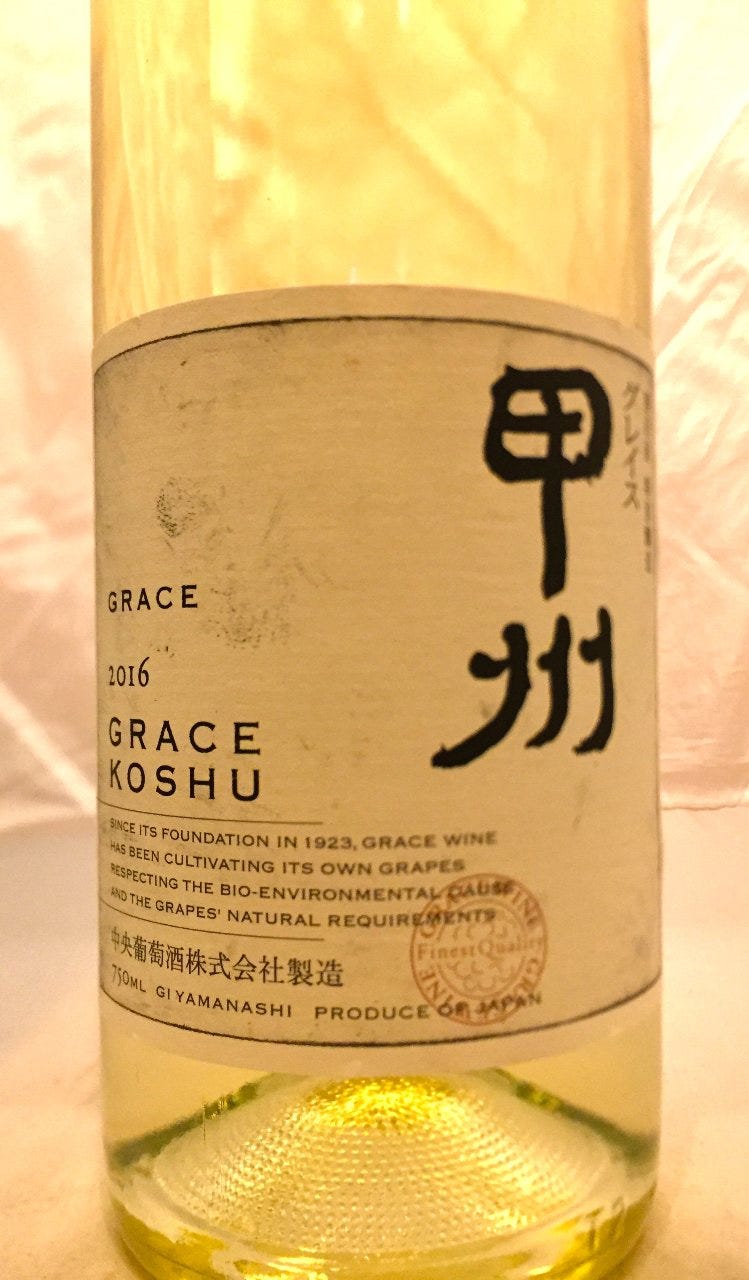 甲州
グレイス
GRACE
2016
GRACE
KOSHU
SINCE ITS FOUNDATION IN 1923, GRACE WINE
HAS BEEN CULTIVATING ITS OWN GRAPES
RESPECTING THE BIO-ENVIRONMENTAL CAUSE
AND THE GRAPES' NATURAL REQUIREMENTS
中央葡萄酒株式会社製造
750ML GI YAMANASHI PRODUCE OF JAPAN
GRACE WINE
Finest Quality